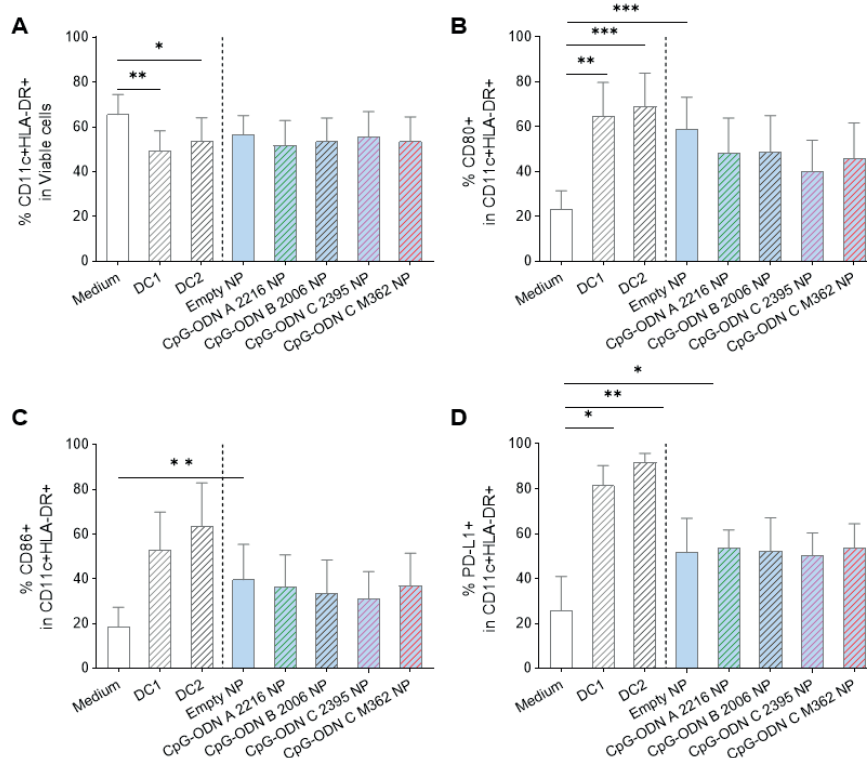 A
% CD11c+HLA-DR+
in Viable cells
100
80
60
40
20
0
*
**
Medium
DC1
DC2
Empty NP
CpG-ODN A 2216 NP
CpG-ODN B 2006 NP
CpG-ODN C 2395 NP
CpG-ODN C M362 NP
B
% CD80+
in CD11c+HLA-DR+
100
80
60
40
20
0
***
***
**
Medium
DC1
DC2
Empty NP
CpG-ODN A 2216 NP
CpG-ODN B 2006 NP
CpG-ODN C 2395 NP
CpG-ODN C M362 NP
C
% CD86+
in CD11c+HLA-DR+
100
80
60
40
20
0
* *
Medium
DC1
DC2
Empty NP
CpG-ODN A 2216 NP
CpG-ODN B 2006 NP
CpG-ODN C 2395 NP
CpG-ODN C M362 NP
D
% PD-L1+
in CD11c+HLA-DR+
100
80
60
40
20
0
*
**
*
Medium
DC1
DC2
Empty NP
CpG-ODN A 2216 NP
CpG-ODN B 2006 NP
CpG-ODN C 2395 NP
CpG-ODN C M362 NP